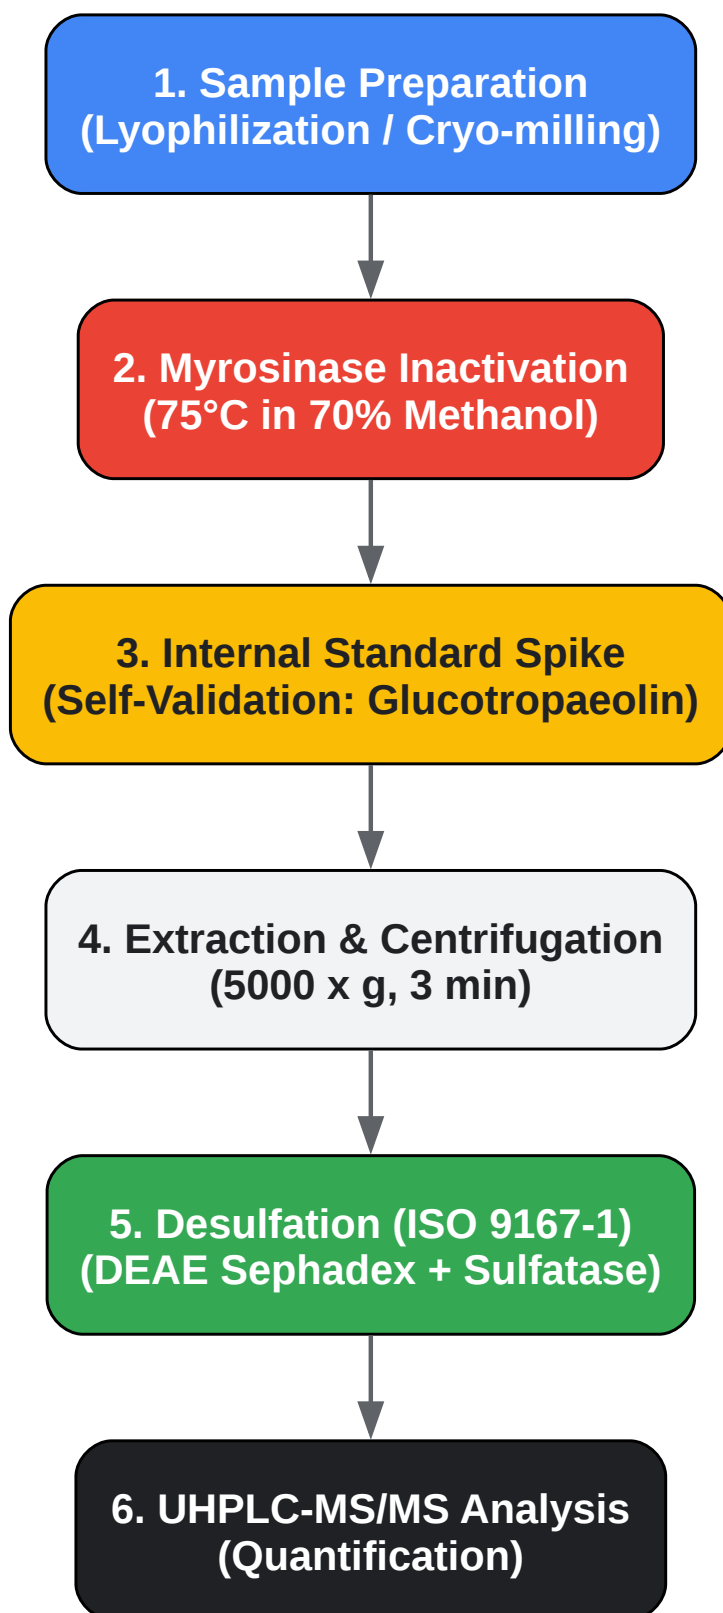 1. Sample Preparation
(Lyophilization / Cryo-milling)
2. Myrosinase Inactivation
(75°C in 70% Methanol)
3. Internal Standard Spike
(Self-Validation: Glucotropaeolin)
4. Extraction & Centrifugation
(5000 x g, 3 min)
5. Desulfation (ISO 9167-1)
(DEAE Sephadex + Sulfatase)
6. UHPLC-MS/MS Analysis
(Quantification)